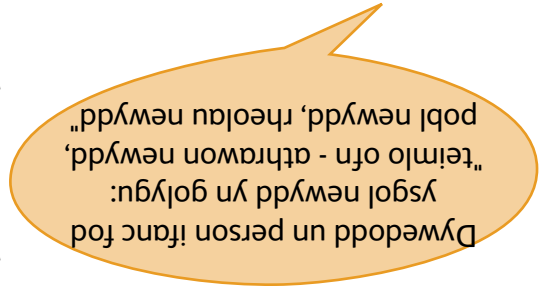 Dywedodd un person ifanc fod
ysgol newydd yn golygu:
"teimlo ofn - athrawon newydd,
pobl newydd, rheolau newydd"